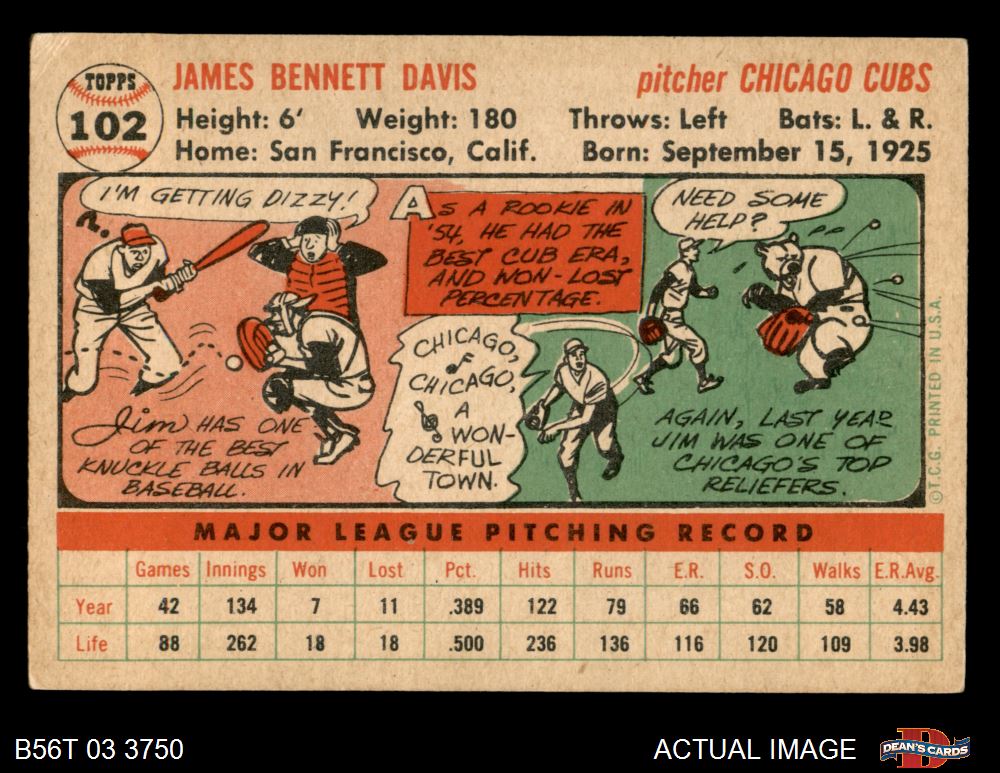 TOPPS
102
JAMES BENNETT DAVIS
pitcher CHICAGO CUBS
Height: 6' Weight: 180 Throws: Left Bats: L. & R.
Home: San Francisco, Calif. Born: September 15, 1925
I'M GETTING DIZZY!
Jim HAS ONE
OF THE BEST
KNUCKLE BALLS IN
BASEBALL.
AS A ROOKIE IN
'54, HE HAD THE
BEST CUB ERA,
AND WON-LOST
PERCENTAGE.
CHICAGO,
CHICAGO,
A
WON-
DERFUL
TOWN.
NEED SOME
HELP?
AGAIN, LAST YEAR
JIM WAS ONE OF
CHICAGO'S TOP
RELIEFERS.
©T.C.G. PRINTED IN U.S.A.
MAJOR LEAGUE PITCHING RECORD
Games Innings Won Lost Pct. Hits Runs E.R. S.O. Walks E.R.Avg.
Year 42 134 7 11 .389 122 79 66 62 58 4.43
Life 88 262 18 18 .500 236 136 116 120 109 3.98
B56T 03 3750
ACTUAL IMAGE
D
DEAN'S CARDS